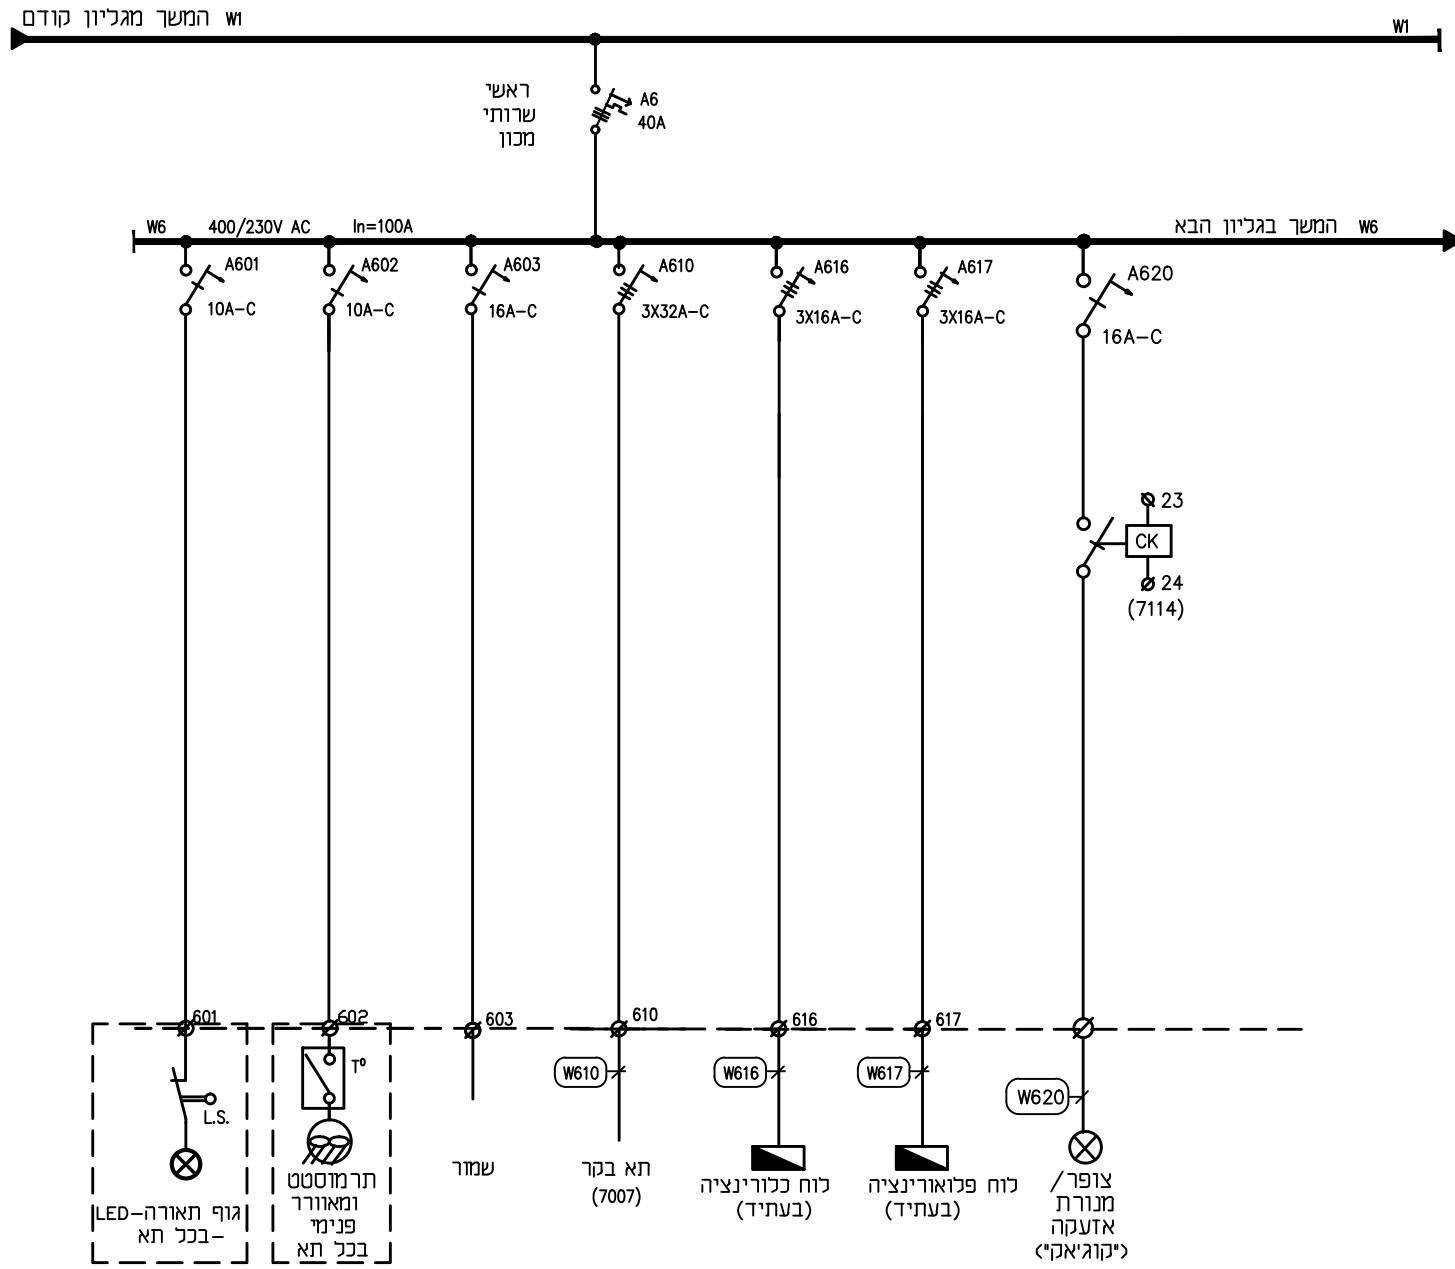 המשך מגליון קודם W1
W1
ראשי
שרותי
מכון
A6
40A
W6 400/230V AC In=100A
המשך בגליון הבא W6
A601
10A-C
A602
10A-C
A603
16A-C
A610
3X32A-C
A616
3X16A-C
A617
3X16A-C
A620
16A-C
23
CK
24
(7114)
601
602
603
610
616
617
T°
L.S.
W610
W616
W617
W620
גוף תאורה-LED
-בכל תא
תרמוסטט
ומאוורר
פנימי
בכל תא
שמור
תא בקר
(7007)
לוח כלורינציה
(בעתיד)
לוח פלואורינציה
(בעתיד)
צופר/
מנורת
אזעקה
("קוג'אק")